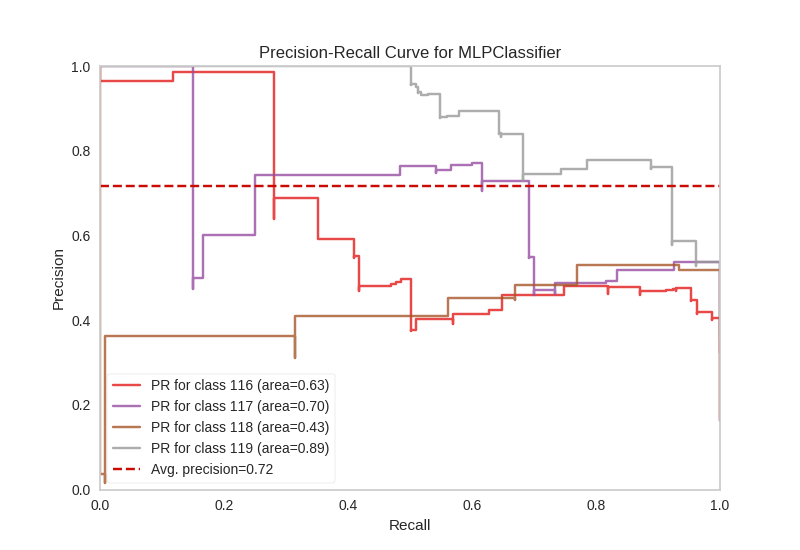 Precision-Recall Curve for MLPClassifier
1.0
0.8
0.6
0.4
0.2
0.0
Precision
PR for class 116 (area=0.63)
PR for class 117 (area=0.70)
PR for class 118 (area=0.43)
PR for class 119 (area=0.89)
Avg. precision=0.72
0.0 0.2 0.4 0.6 0.8 1.0
Recall